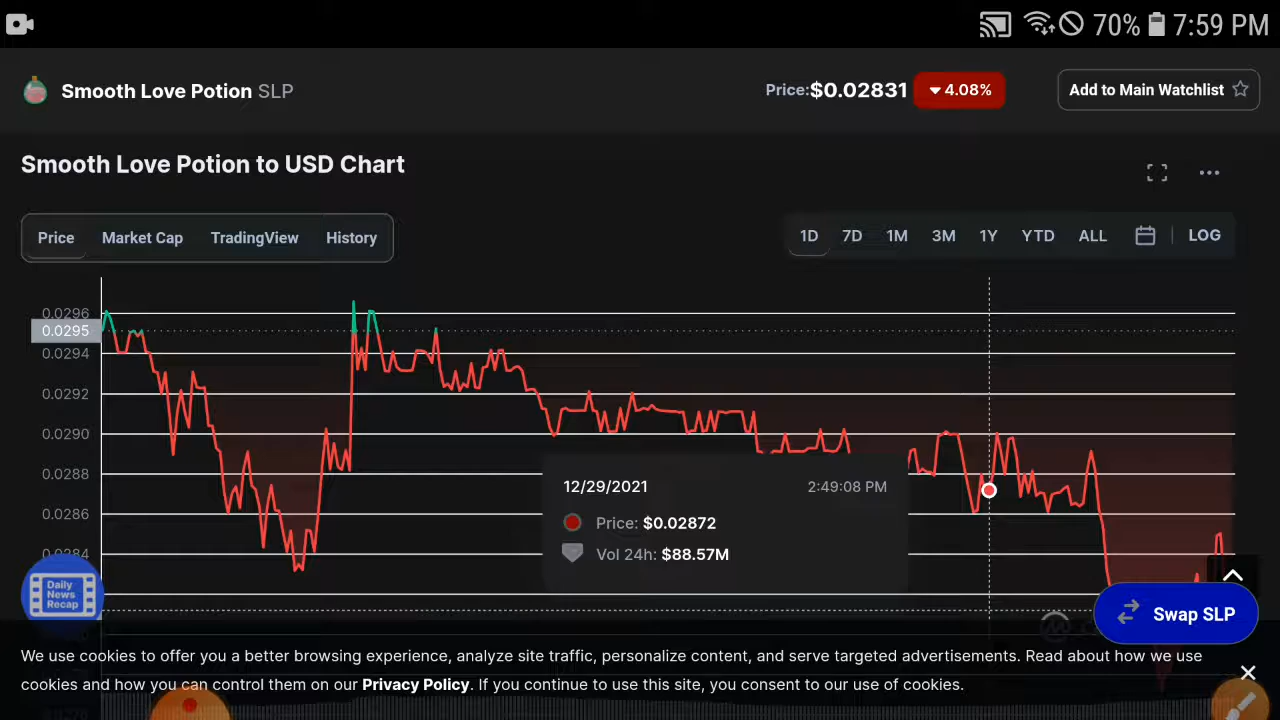 70% 7:59 PM
Smooth Love Potion SLP
Price: $0.02831 4.08%
Add to Main Watchlist
Smooth Love Potion to USD Chart
Price Market Cap TradingView History
1D 7D 1M 3M 1Y YTD ALL LOG
0.0296
0.0295
0.0294
0.0292
0.0290
0.0288
0.0286
0.0284
12/29/2021 2:49:08 PM
Price: $0.02872
Vol 24h: $88.57M
Daily
News
Recap
Swap SLP
We use cookies to offer you a better browsing experience, analyze site traffic, personalize content, and serve targeted advertisements. Read about how we use
cookies and how you can control them on our Privacy Policy. If you continue to use this site, you consent to our use of cookies.